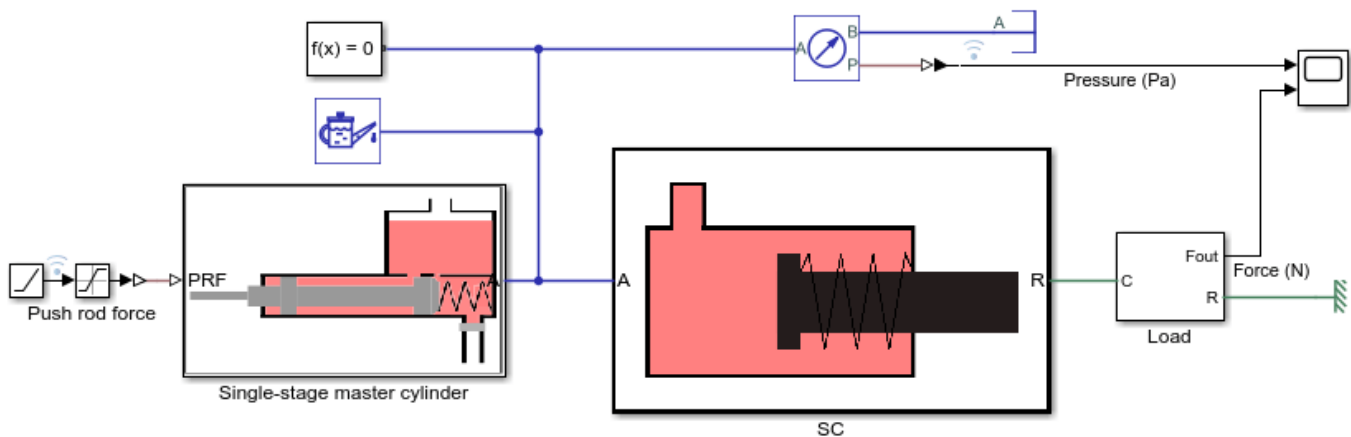 f(x) = 0
A
B
P
A
Pressure (Pa)
PRF
A
Push rod force
Single-stage master cylinder
A
R
SC
C
Fout
R
Force (N)
Load